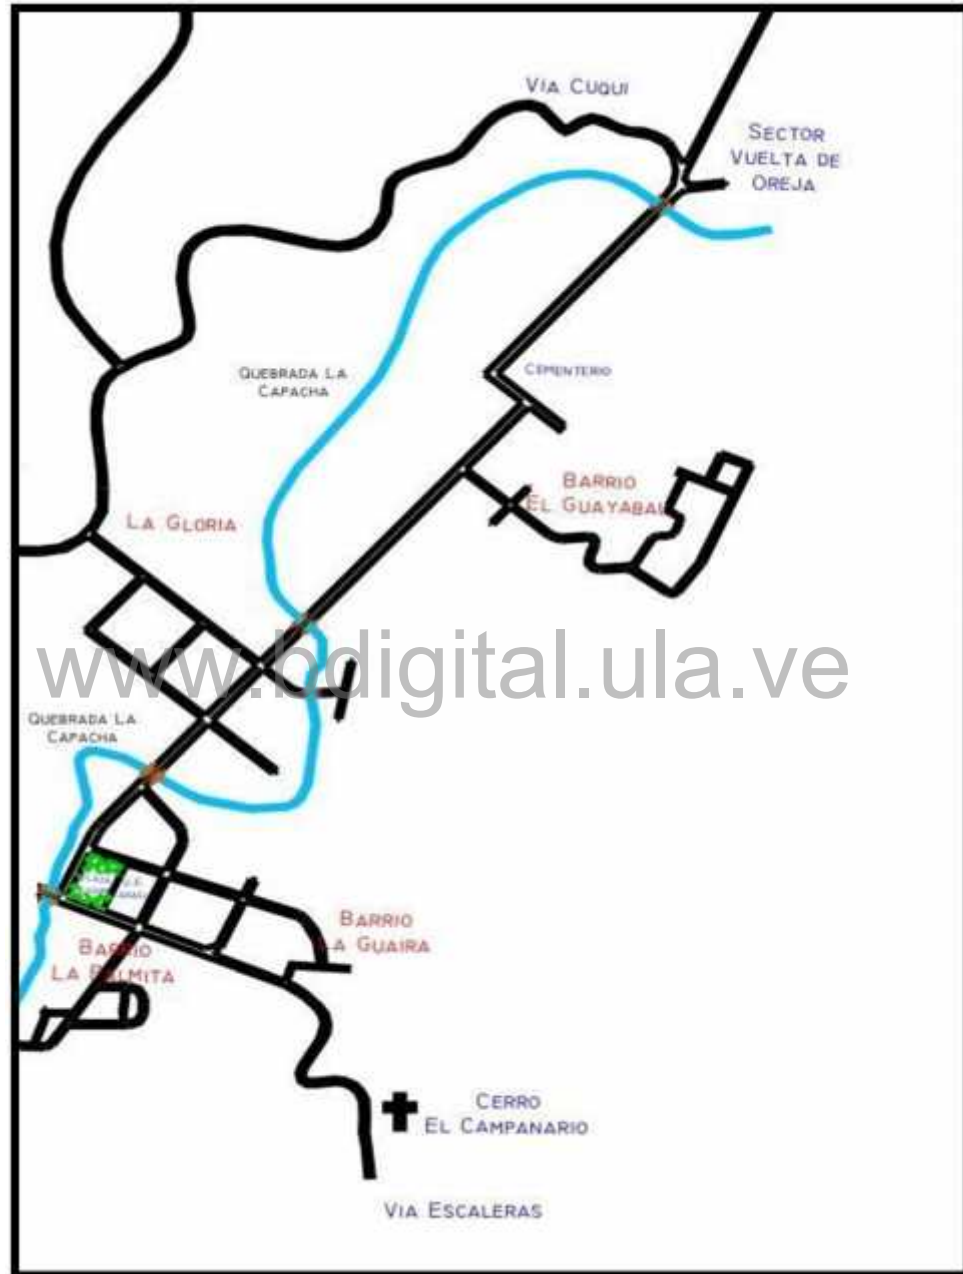 VIA CUQUI
SECTOR
VUELTA DE
OREJA
QUEBRADA LA
CAPACHA
CEMENTERIO
BARRIO
EL GUAYABAL
LA GLORIA
www.bdigital.ula.ve
QUEBRADA LA
CAPACHA
BARRIO
LA GUAIRA
BARRIO
LA PALMITA
CERRO
EL CAMPANARIO
VIA ESCALERAS